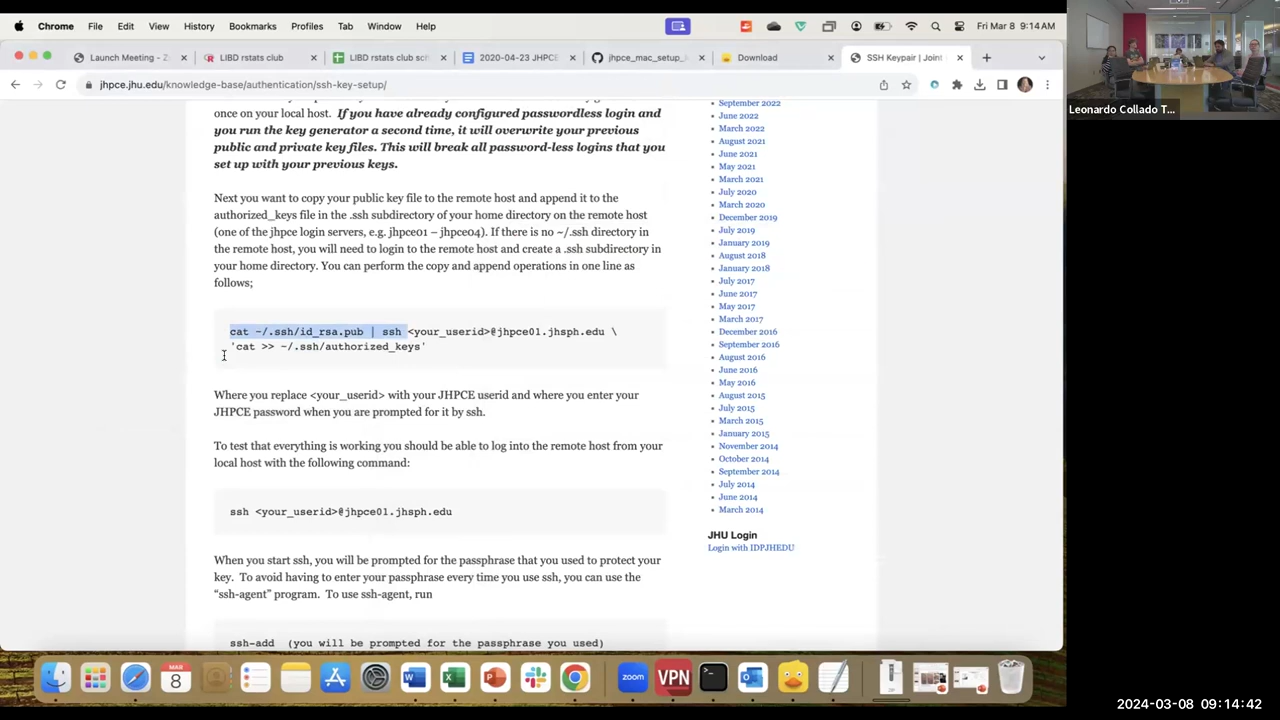 Chrome File Edit View History Bookmarks Profiles Tab Window Help
Fri Mar 8 9:14AM
Launch Meeting - Z
LIBD rstats club
LIBD rstats club sch
2020-04-23 JHPCE
jhpce_mac_setup_k
Download
SSH Keypair | Joint
jhpce.jhu.edu/knowledge-base/authentication/ssh-key-setup/
once on your local host. If you have already configured passwordless login and
you run the key generator a second time, it will overwrite your previous
public and private key files. This will break all password-less logins that you
set up with your previous keys.
Next you want to copy your public key file to the remote host and append it to the
authorized_keys file in the .ssh subdirectory of your home directory on the remote host
(one of the jhpce login servers, e.g. jhpce01 – jhpce04). If there is no ~/.ssh directory in
the remote host, you will need to login to the remote host and create a .ssh subdirectory in
your home directory. You can perform the copy and append operations in one line as
follows;
cat ~/.ssh/id_rsa.pub | ssh <your_userid>@jhpce01.jhsph.edu \
'cat >> ~/.ssh/authorized_keys'
Where you replace <your_userid> with your JHPCE userid and where you enter your
JHPCE password when you are prompted for it by ssh.
To test that everything is working you should be able to log into the remote host from your
local host with the following command:
ssh <your_userid>@jhpce01.jhsph.edu
When you start ssh, you will be prompted for the passphrase that you used to protect your
key. To avoid having to enter your passphrase every time you use ssh, you can use the
“ssh-agent” program. To use ssh-agent, run
ssh-add (you will be prompted for the passphrase you used)
September 2022
June 2022
March 2022
August 2021
June 2021
May 2021
March 2021
July 2020
March 2020
December 2019
July 2019
January 2019
August 2018
January 2018
July 2017
June 2017
May 2017
March 2017
December 2016
September 2016
August 2016
June 2016
May 2016
August 2015
July 2015
March 2015
January 2015
November 2014
October 2014
September 2014
July 2014
June 2014
March 2014
JHU Login
Login with IDPJHEDU
Leonardo Collado T...
MAR
8
zoom
VPN
2024-03-08 09:14:42